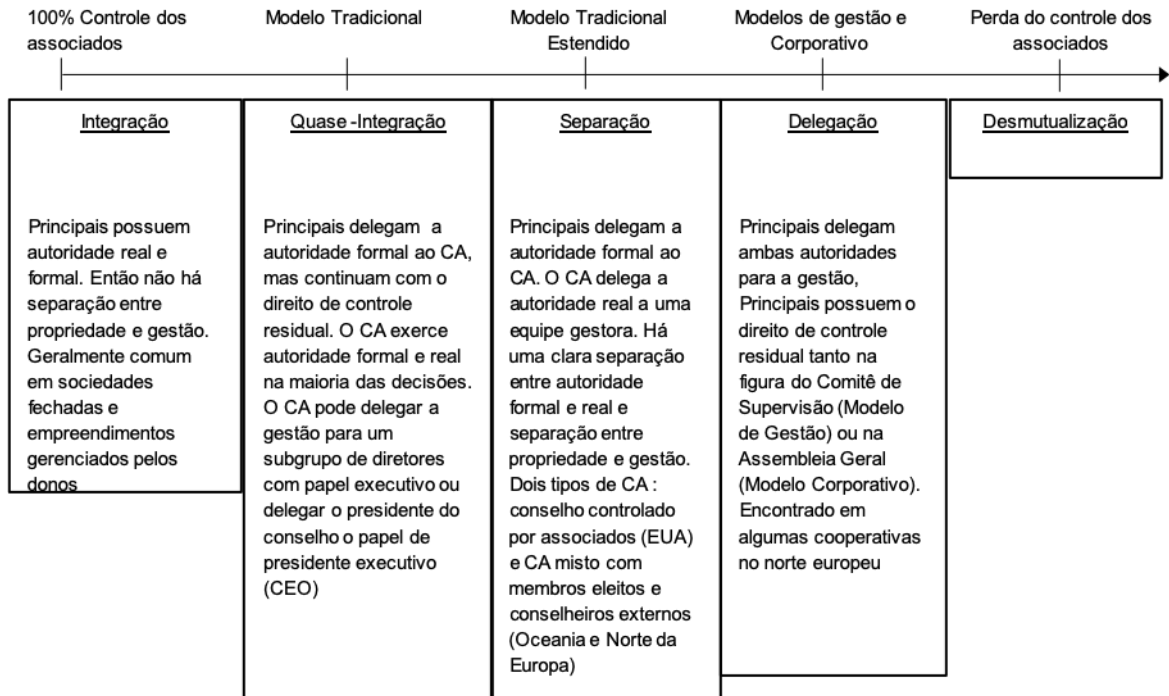 100% Controle dos
associados
Modelo Tradicional
Modelo Tradicional
Estendido
Modelos de gestão e
Corporativo
Perda do controle dos
associados
Integração
Principais possuem
autoridade real e
formal. Então não há
separação entre
propriedade e gestão.
Geralmente comum
em sociedades
fechadas e
empreendimentos
gerenciados pelos
donos
Quase -Integração
Principais delegam a
autoridade formal ao CA,
mas continuam com o
direito de controle
residual. O CA exerce
autoridade formal e real
na maioria das decisões.
O CA pode delegar a
gestão para um
subgrupo de diretores
com papel executivo ou
delegar o presidente do
conselho o papel de
presidente executivo
(CEO)
Separação
Principais delegam a
autoridade formal ao
CA. O CA delega a
autoridade real a uma
equipe gestora. Há
uma clara separação
entre autoridade
formal e real e
separação entre
propriedade e gestão.
Dois tipos de CA :
conselho controlado
por associados (EUA)
e CA misto com
membros eleitos e
conselheiros externos
(Oceania e Norte da
Europa)
Delegação
Principais delegam
ambas autoridades
para a gestão,
Principais possuem o
direito de controle
residual tanto na
figura do Comitê de
Supervisão (Modelo
de Gestão) ou na
Assembleia Geral
(Modelo Corporativo).
Encontrado em
algumas cooperativas
no norte europeu
Desmutualização